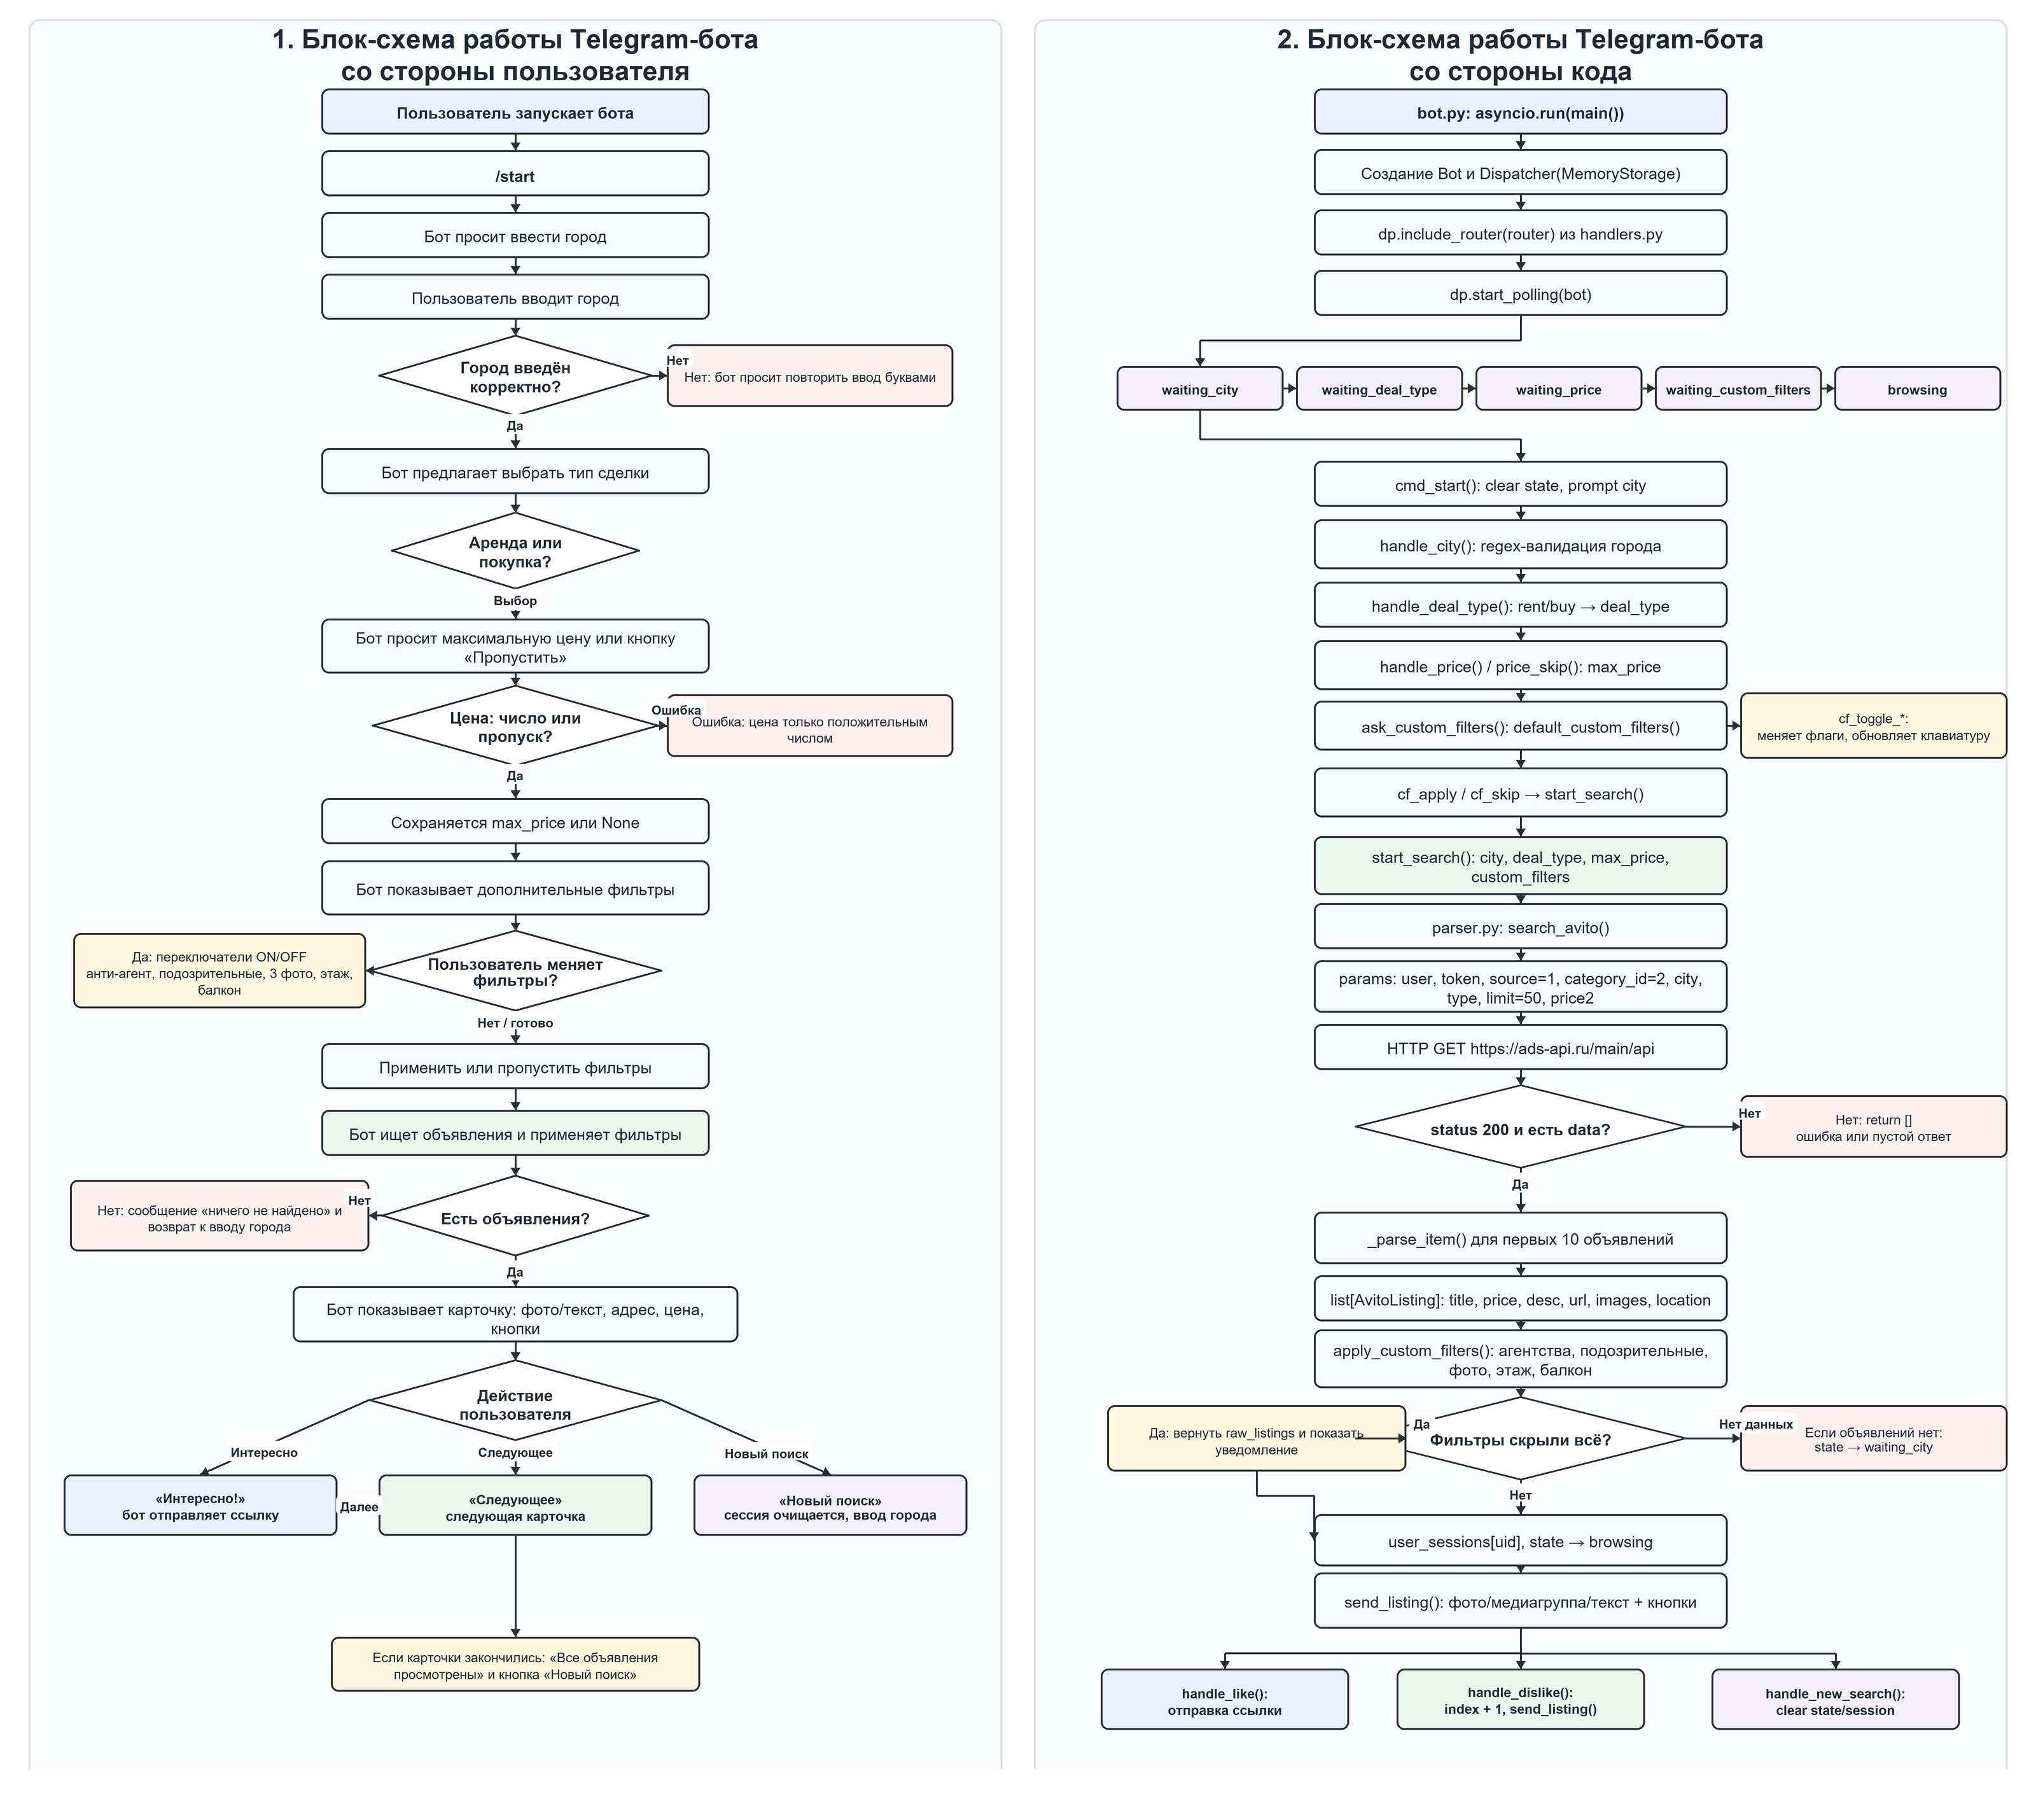 1. Блок-схема работы Telegram-бота
со стороны пользователя
Пользователь запускает бота
/start
Бот просит ввести город
Пользователь вводит город
Город введён
корректно?
Нет
Нет: бот просит повторить ввод буквами
Да
Бот предлагает выбрать тип сделки
Аренда или
покупка?
Выбор
Бот просит максимальную цену или кнопку
«Пропустить»
Цена: число или
пропуск?
Ошибка
Ошибка: цена только положительным
числом
Да
Сохраняется max_price или None
Бот показывает дополнительные фильтры
Пользователь меняет
фильтры?
Да: переключатели ON/OFF
анти-агент, подозрительные, 3 фото, этаж,
балкон
Нет / готово
Применить или пропустить фильтры
Бот ищет объявления и применяет фильтры
Есть объявления?
Нет
Нет: сообщение «ничего не найдено» и
возврат к вводу города
Да
Бот показывает карточку: фото/текст, адрес, цена,
кнопки
Действие
пользователя
Интересно
Следующее
Новый поиск
«Интересно!»
бот отправляет ссылку
Далее
«Следующее»
следующая карточка
«Новый поиск»
сессия очищается, ввод города
Если карточки закончились: «Все объявления
просмотрены» и кнопка «Новый поиск»
2. Блок-схема работы Telegram-бота
со стороны кода
bot.py: asyncio.run(main())
Создание Bot и Dispatcher(MemoryStorage)
dp.include_router(router) из handlers.py
dp.start_polling(bot)
waiting_city
waiting_deal_type
waiting_price
waiting_custom_filters
browsing
cmd_start(): clear state, prompt city
handle_city(): regex-валидация города
handle_deal_type(): rent/buy → deal_type
handle_price() / price_skip(): max_price
ask_custom_filters(): default_custom_filters()
cf_toggle_*:
меняет флаги, обновляет клавиатуру
cf_apply / cf_skip → start_search()
start_search(): city, deal_type, max_price,
custom_filters
parser.py: search_avito()
params: user, token, source=1, category_id=2, city,
type, limit=50, price2
HTTP GET https://ads-api.ru/main/api
status 200 и есть data?
Нет
Нет: return []
ошибка или пустой ответ
Да
_parse_item() для первых 10 объявлений
list[AvitoListing]: title, price, desc, url, images, location
apply_custom_filters(): агентства, подозрительные,
фото, этаж, балкон
Фильтры скрыли всё?
Да
Да: вернуть raw_listings и показать
уведомление
Нет данных
Если объявлений нет:
state → waiting_city
Нет
user_sessions[uid], state → browsing
send_listing(): фото/медиагруппа/текст + кнопки
handle_like():
отправка ссылки
handle_dislike():
index + 1, send_listing()
handle_new_search():
clear state/session